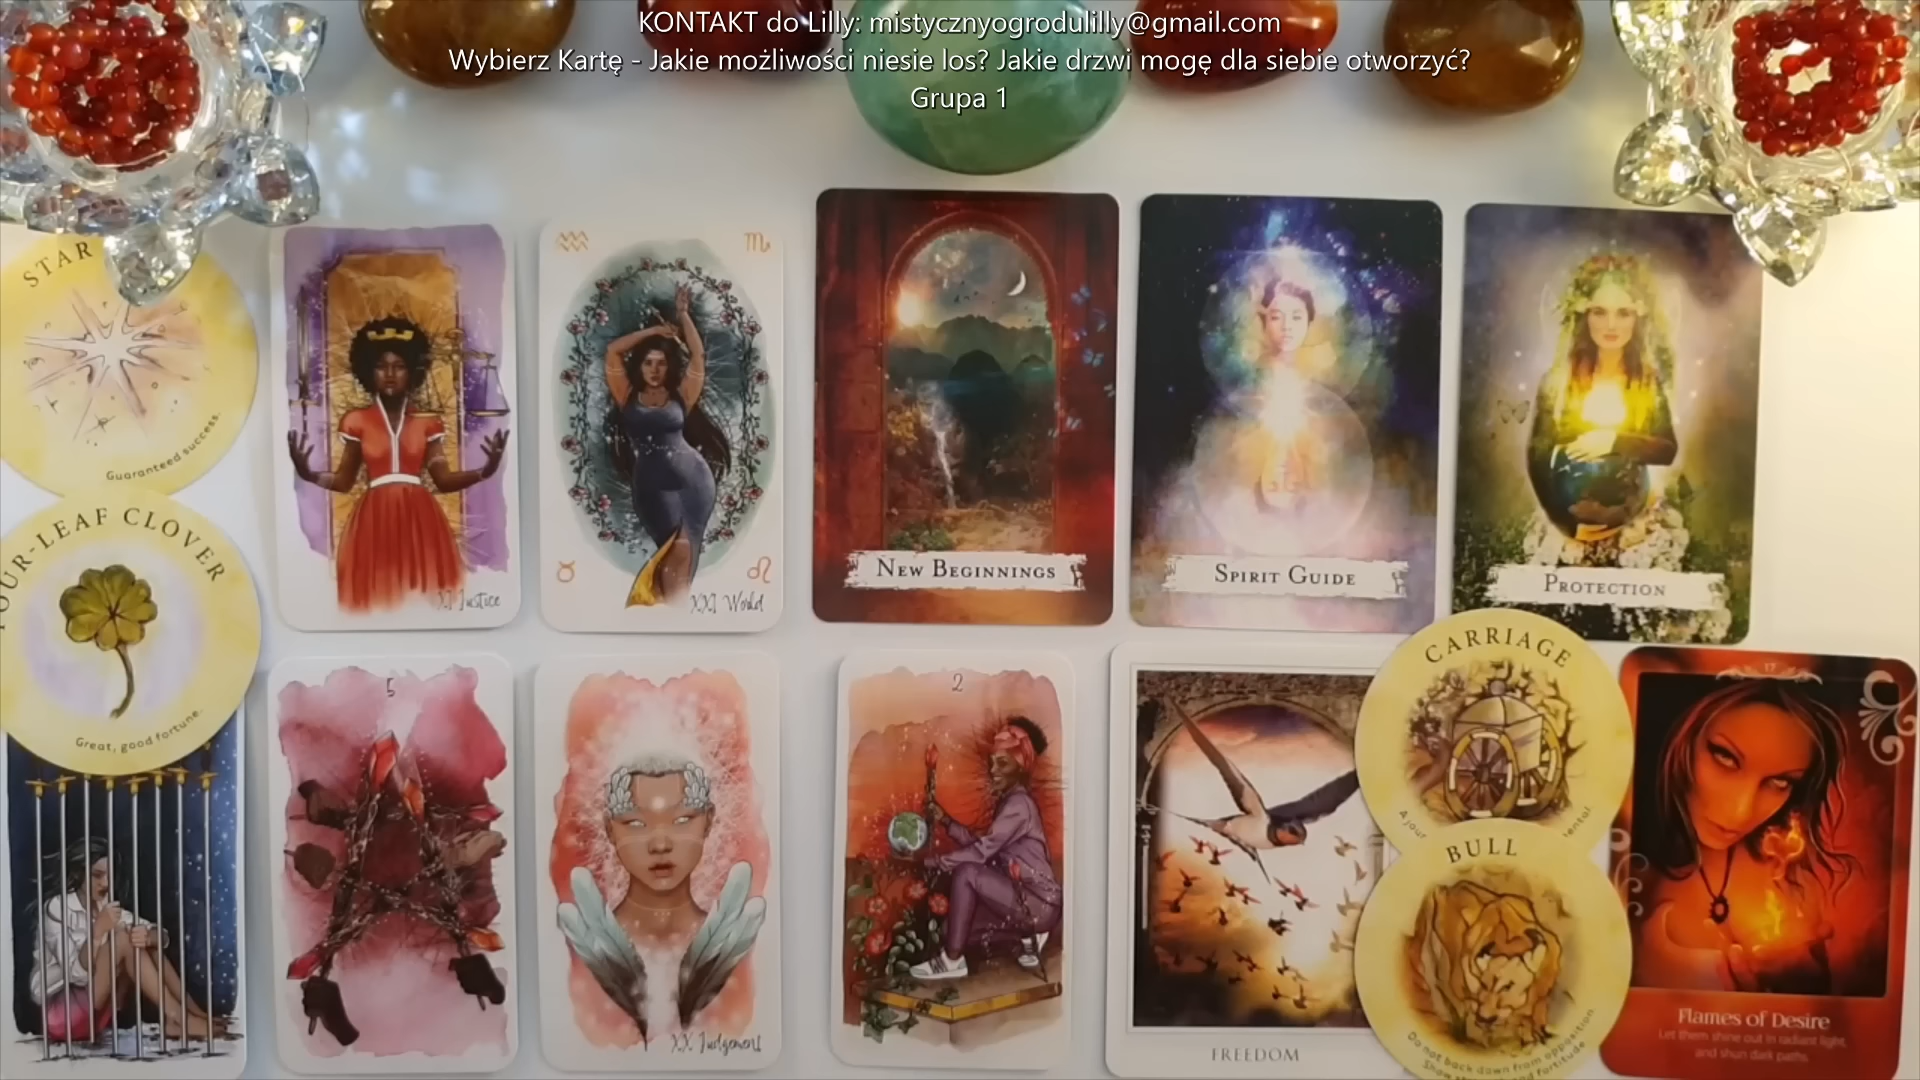 KONTAKT do Lilly: mistycznyogrodulilly@gmail.com
Wybierz Kartę - Jakie możliwości niesie los? Jakie drzwi mogę dla siebie otworzyć?
Grupa 1
STAR
Guaranteed success.
XI Justice
XXI World
NEW BEGINNINGS
SPIRIT GUIDE
PROTECTION
OUR-LEAF CLOVER
Great, good fortune.
5
XX Judgement
2
FREEDOM
CARRIAGE
BULL
Do not back down from opposition
17
Flames of Desire
Let them shine out in radiant light,
and shun dark paths.